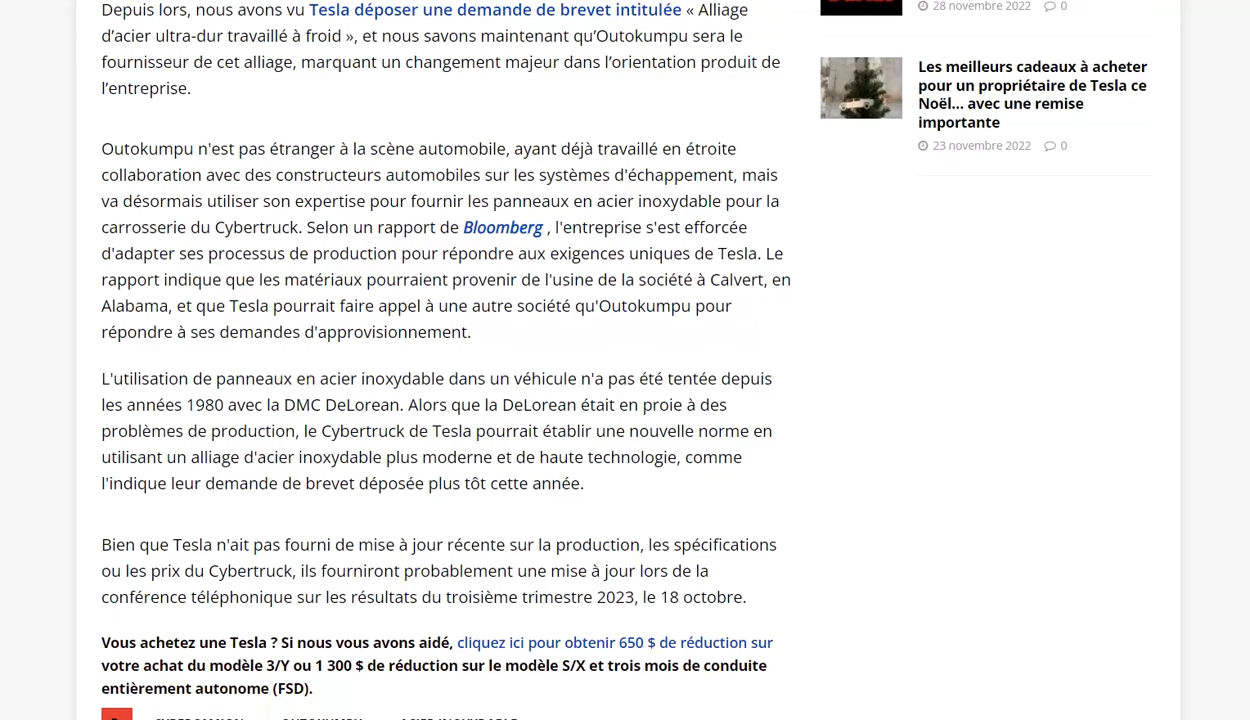 Depuis lors, nous avons vu Tesla déposer une demande de brevet intitulée « Alliage
d’acier ultra-dur travaillé à froid », et nous savons maintenant qu’Outokumpu sera le
fournisseur de cet alliage, marquant un changement majeur dans l’orientation produit de
l’entreprise.
Outokumpu n'est pas étranger à la scène automobile, ayant déjà travaillé en étroite
collaboration avec des constructeurs automobiles sur les systèmes d'échappement, mais
va désormais utiliser son expertise pour fournir les panneaux en acier inoxydable pour la
carrosserie du Cybertruck. Selon un rapport de Bloomberg , l'entreprise s'est efforcée
d'adapter ses processus de production pour répondre aux exigences uniques de Tesla. Le
rapport indique que les matériaux pourraient provenir de l'usine de la société à Calvert, en
Alabama, et que Tesla pourrait faire appel à une autre société qu'Outokumpu pour
répondre à ses demandes d'approvisionnement.
L'utilisation de panneaux en acier inoxydable dans un véhicule n'a pas été tentée depuis
les années 1980 avec la DMC DeLorean. Alors que la DeLorean était en proie à des
problèmes de production, le Cybertruck de Tesla pourrait établir une nouvelle norme en
utilisant un alliage d'acier inoxydable plus moderne et de haute technologie, comme
l'indique leur demande de brevet déposée plus tôt cette année.
Bien que Tesla n'ait pas fourni de mise à jour récente sur la production, les spécifications
ou les prix du Cybertruck, ils fourniront probablement une mise à jour lors de la
conférence téléphonique sur les résultats du troisième trimestre 2023, le 18 octobre.
Vous achetez une Tesla ? Si nous vous avons aidé, cliquez ici pour obtenir 650 $ de réduction sur
votre achat du modèle 3/Y ou 1 300 $ de réduction sur le modèle S/X et trois mois de conduite
entièrement autonome (FSD).
CYBERCAMION OUTOKUMPU ACIER INOXYDABLE
28 novembre 2022 0
Les meilleurs cadeaux à acheter
pour un propriétaire de Tesla ce
Noël... avec une remise
importante
23 novembre 2022 0